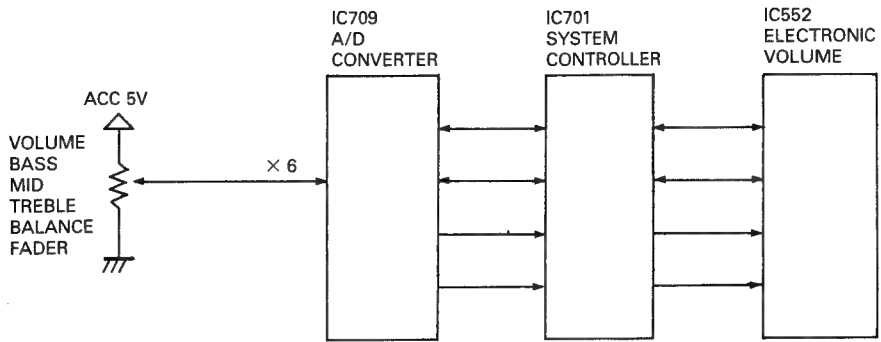 IC709
A/D
CONVERTER
IC701
SYSTEM
CONTROLLER
IC552
ELECTRONIC
VOLUME
ACC 5V
VOLUME
BASS
MID
TREBLE
BALANCE
FADER
× 6